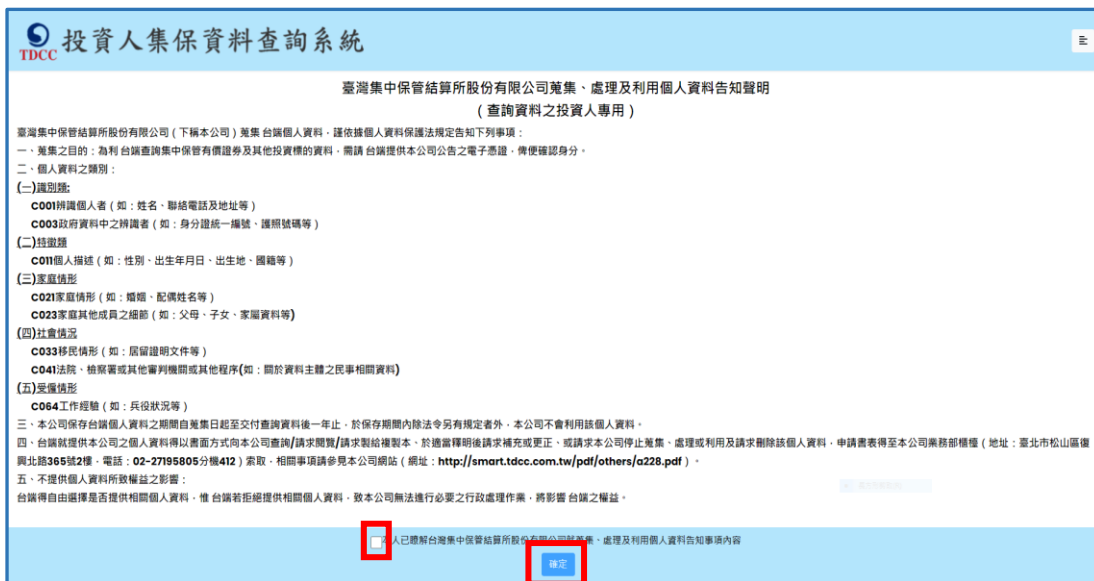 TDCC 投資人集保資料查詢系統
臺灣集中保管結算所股份有限公司蒐集、處理及利用個人資料告知聲明
（查詢資料之投資人專用）
臺灣集中保管結算所股份有限公司（下稱本公司）蒐集 台端個人資料，謹依據個人資料保護法規定告知下列事項：
一、蒐集之目的：為利 台端查詢集中保管有價證券及其他投資標的資料，需請 台端提供本公司公告之電子憑證，俾便確認身分。
二、個人資料之類別：
(一)識別類:
C001辨識個人者（如：姓名、聯絡電話及地址等）
C003政府資料中之辨識者（如：身分證統一編號、護照號碼等）
(二)特徵類
C011個人描述（如：性別、出生年月日、出生地、國籍等）
(三)家庭情形
C021家庭情形（如：婚姻、配偶姓名等）
C023家庭其他成員之細節（如：父母、子女、家屬資料等)
(四)社會情況
C033移民情形（如：居留證明文件等）
C041法院、檢察署或其他審判機關或其他程序(如：關於資料主體之民事相關資料)
(五)受僱情形
C064工作經驗（如：兵役狀況等）
三、本公司保存台端個人資料之期間自蒐集日起至交付查詢資料後一年止，於保存期間內除法令另有規定者外，本公司不會利用該個人資料。
四、台端就提供本公司之個人資料得以書面方式向本公司查詢/請求閱覽/請求製給複製本、於適當釋明後請求補充或更正、或請求本公司停止蒐集、處理或利用及請求刪除該個人資料，申請書表得至本公司業務部櫃檯（地址：臺北市松山區復
興北路365號2樓，電話：02-27195805分機412）索取，相關事項請參見本公司網站（網址：http://smart.tdcc.com.tw/pdf/others/a228.pdf）。
五、不提供個人資料所致權益之影響：
台端得自由選擇是否提供相關個人資料，惟 台端若拒絕提供相關個人資料，致本公司無法進行必要之行政處理作業，將影響 台端之權益。
人已瞭解台灣集中保管結算所股份有限公司就蒐集、處理及利用個人資料告知事項內容
確定